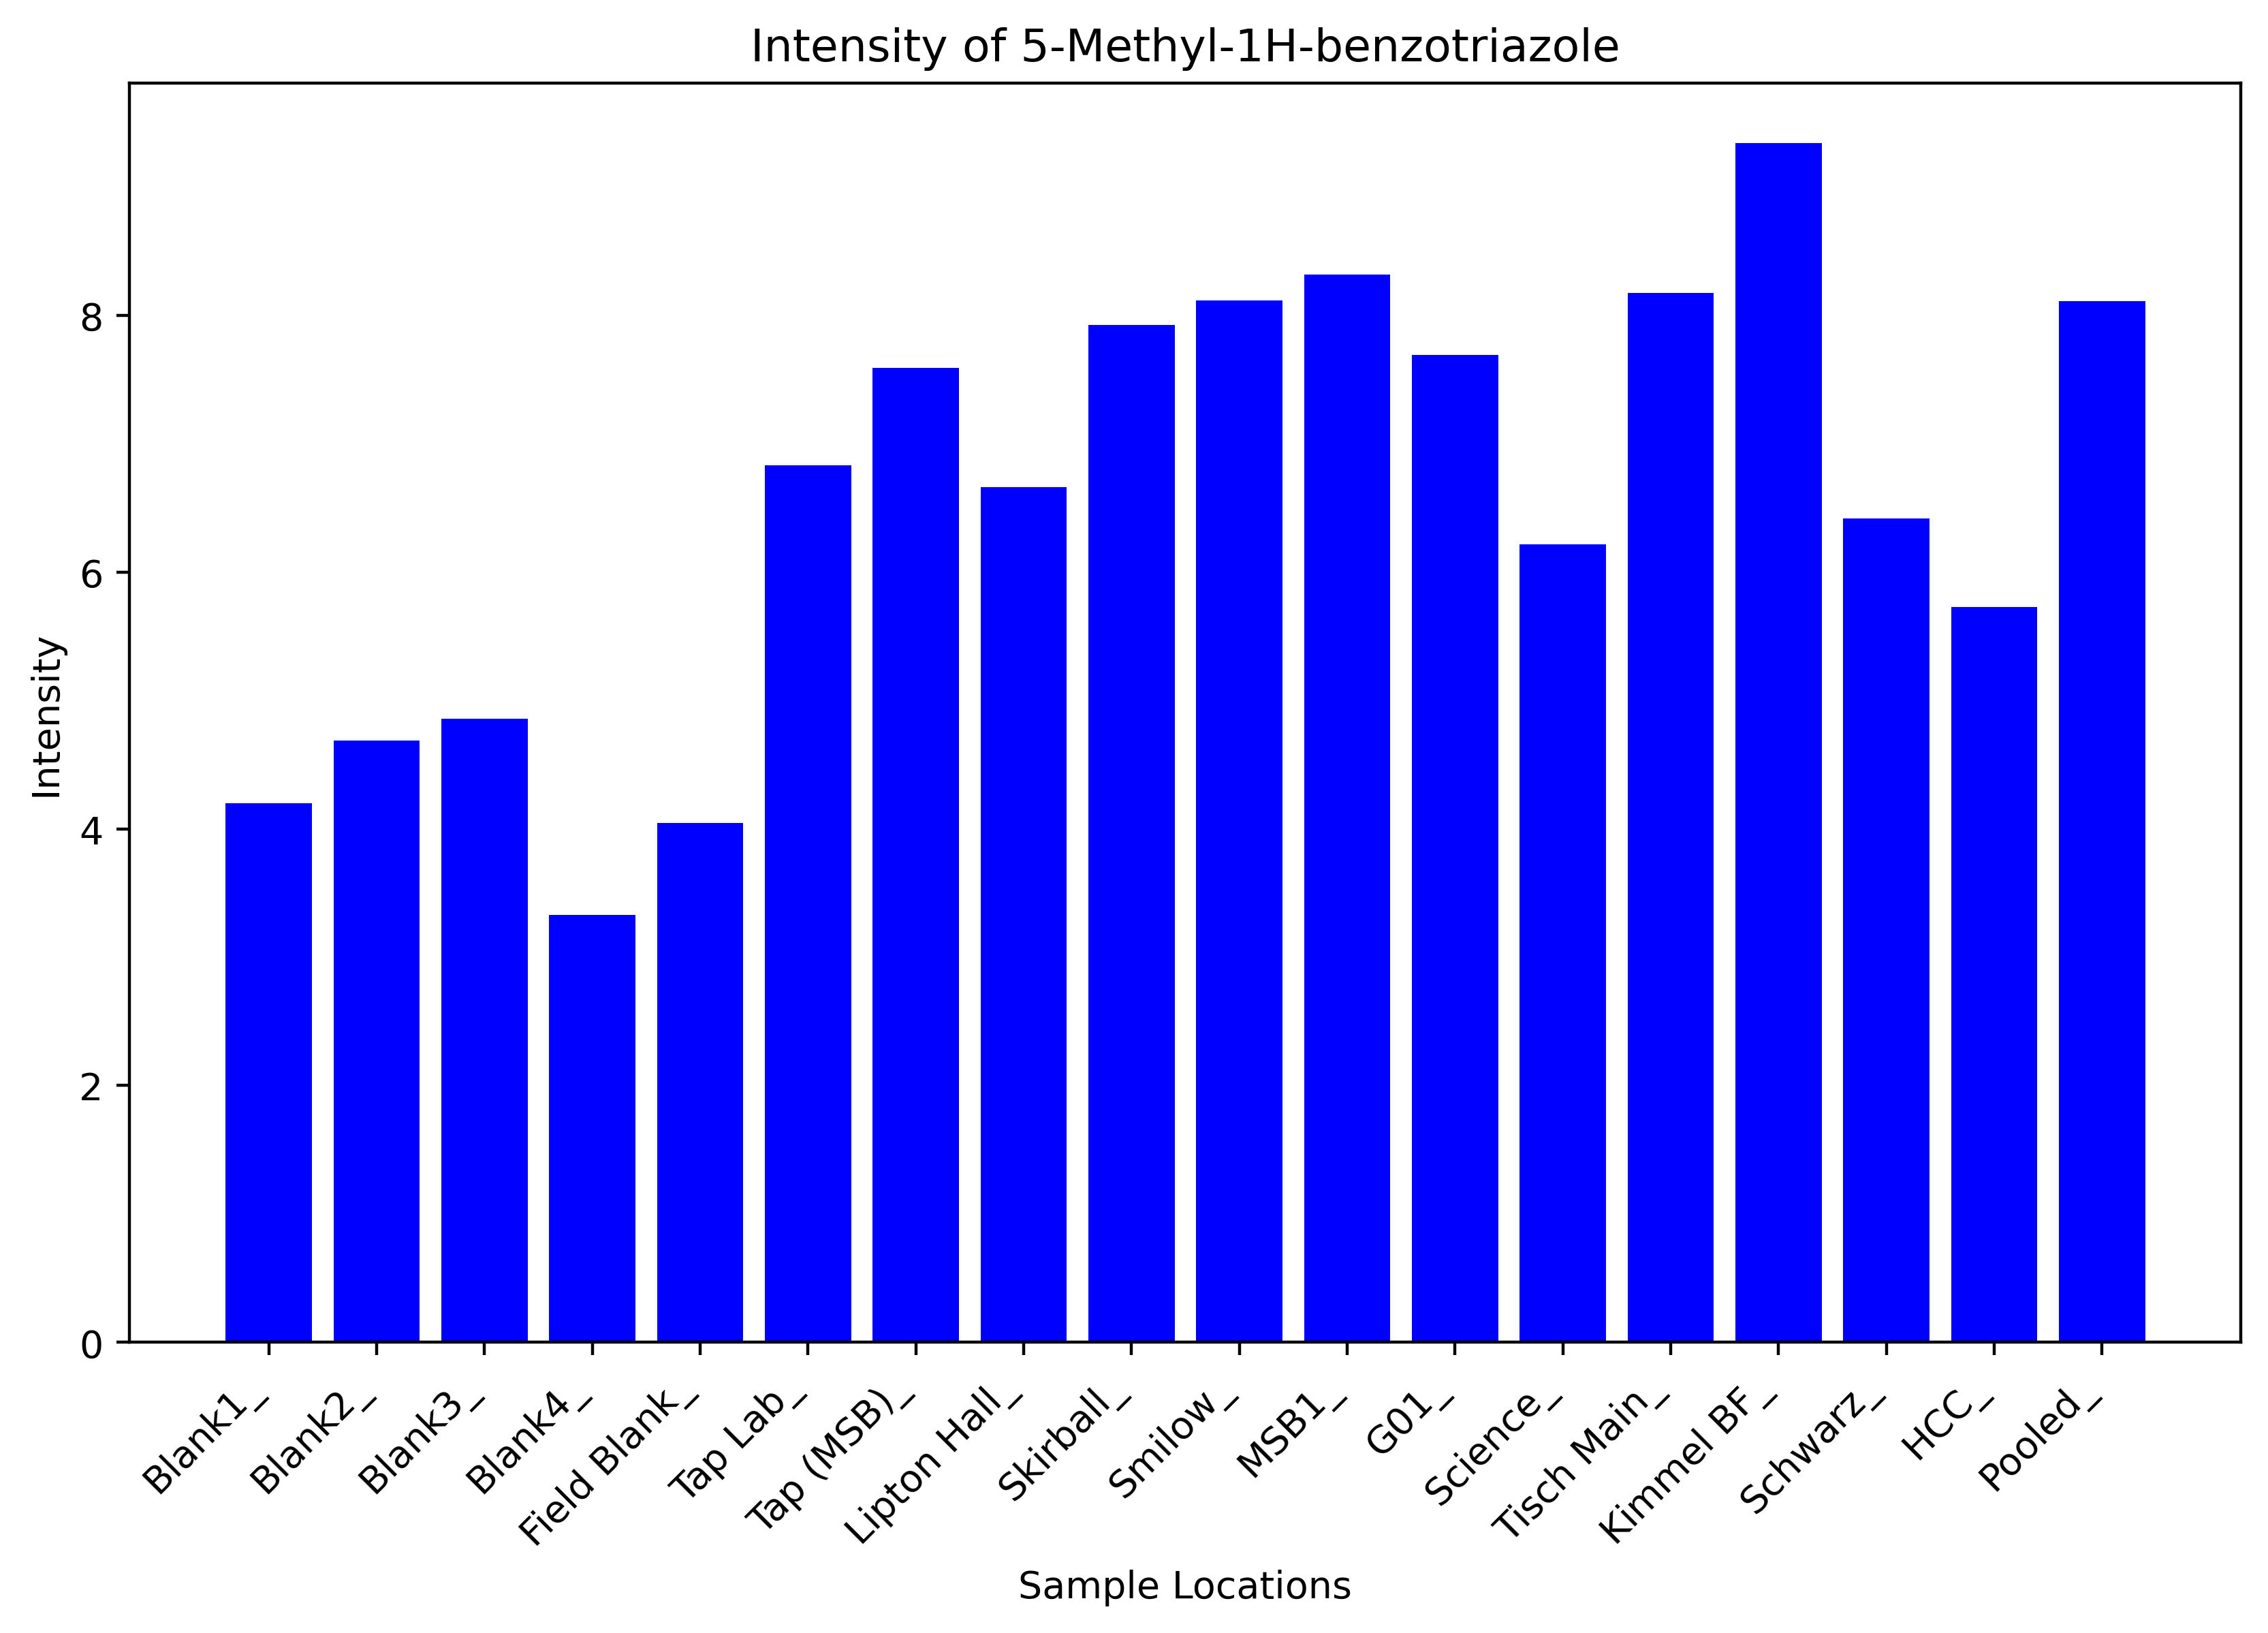 Intensity of 5-Methyl-1H-benzotriazole
Intensity
8
6
4
2
0
Blank1_
Blank2_
Blank3_
Blank4_
Field Blank_
Tap Lab_
Tap (MSB)_
Lipton Hall_
Skirball_
Smilow_
MSB1_
G01_
Science_
Tisch Main_
Kimmel BF_
Schwarz_
HCC_
Pooled_
Sample Locations